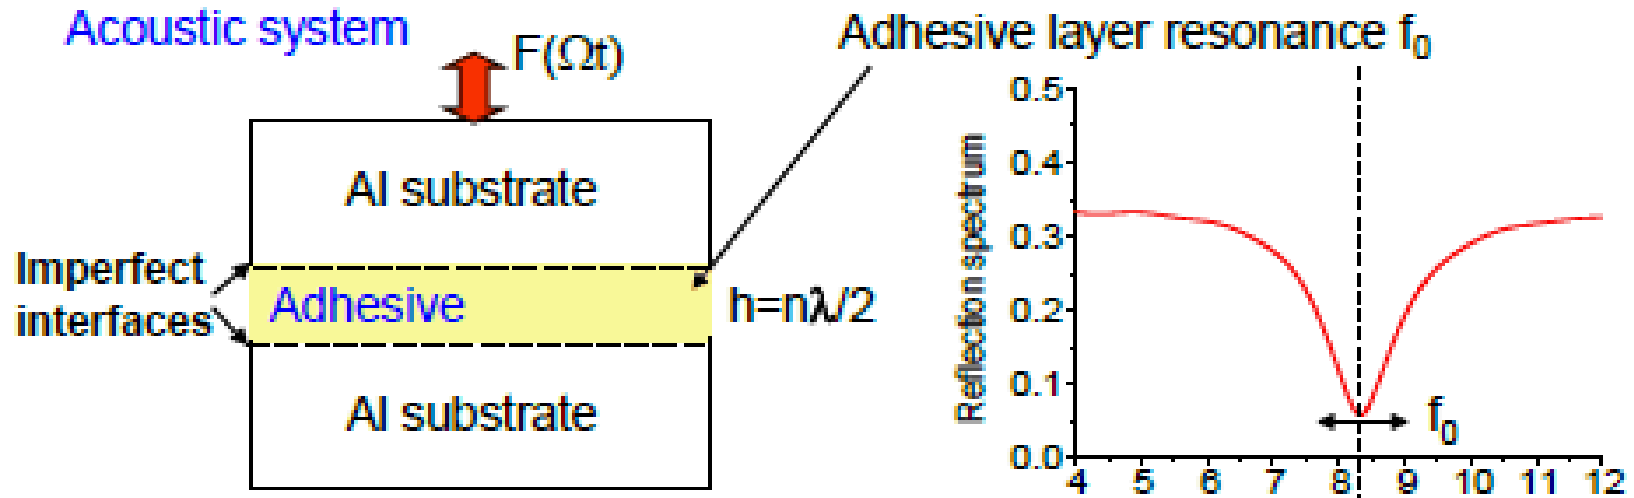 Acoustic system
F(Ωt)
Al substrate
Imperfect
interfaces
Adhesive
h=nλ/2
Al substrate
Adhesive layer resonance f₀
Reflection spectrum
0.5
0.4
0.3
0.2
0.1
0.0
f₀
4 5 6 7 8 9 10 11 12